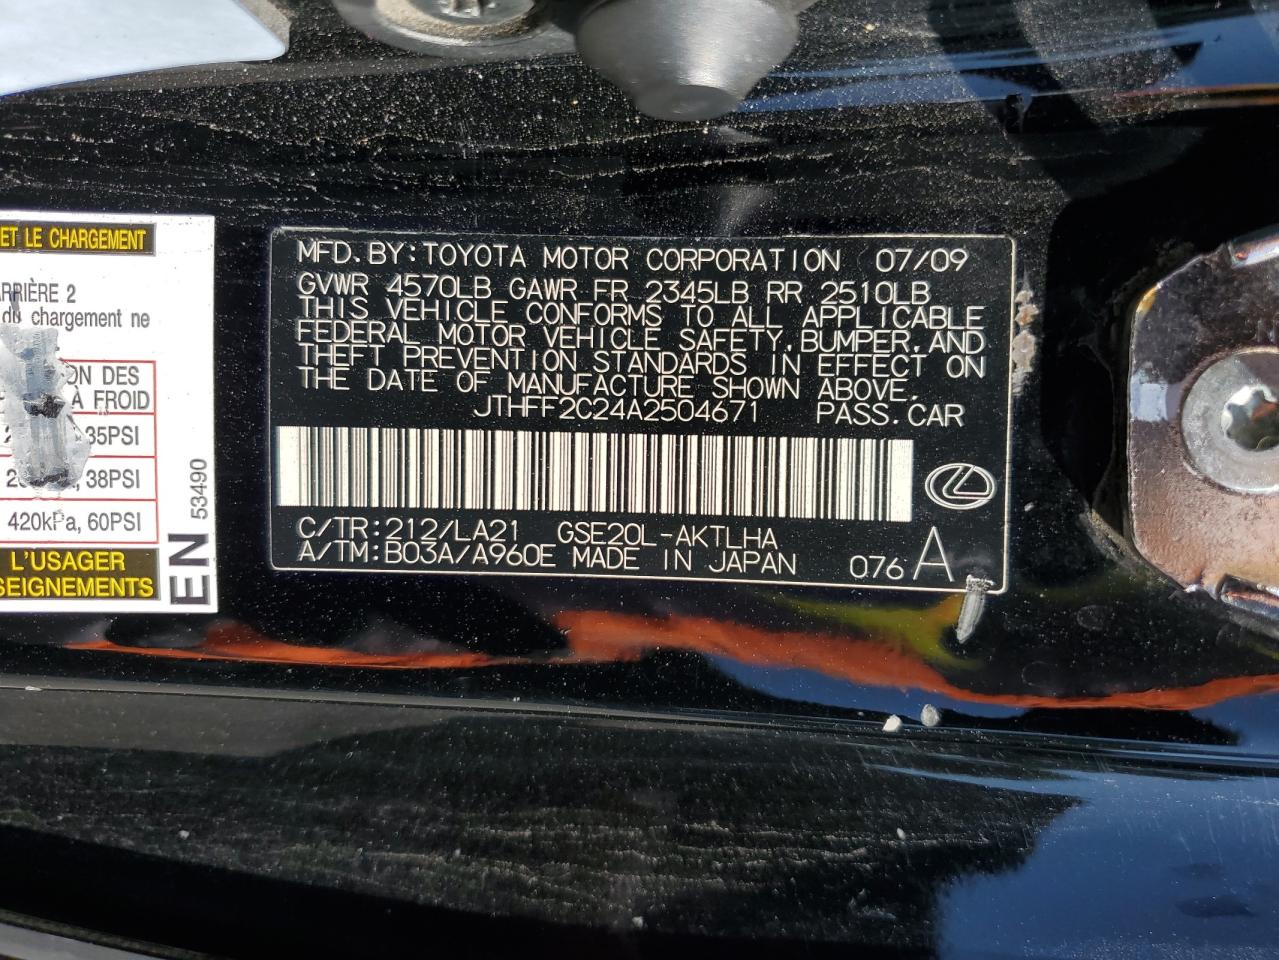 ET LE CHARGEMENT
ARRIÈRE 2
du chargement ne
ON DES
À FROID
35PSI
38PSI
420kPa, 60PSI
L'USAGER
SEIGNEMENTS
EN 53490
MFD. BY: TOYOTA MOTOR CORPORATION 07/09
GVWR 4570LB GAWR FR 2345LB RR 2510LB
THIS VEHICLE CONFORMS TO ALL APPLICABLE
FEDERAL MOTOR VEHICLE SAFETY, BUMPER, AND
THEFT PREVENTION STANDARDS IN EFFECT ON
THE DATE OF MANUFACTURE SHOWN ABOVE.
JTHFF2C24A2504671 PASS. CAR
C/TR: 212/LA21 GSE20L-AKTLHA
A/TM: B03A/A960E MADE IN JAPAN 076 A